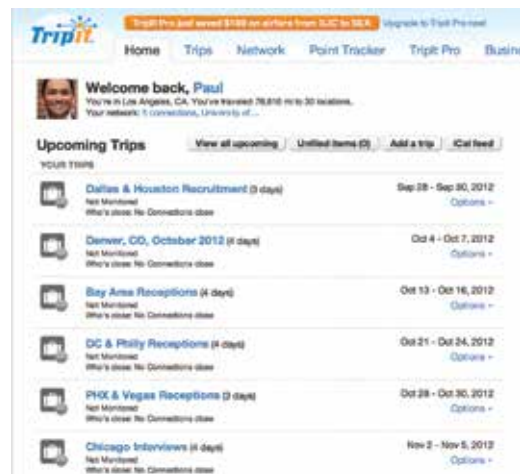 TripIt
TripIt Pro just saved $100 on airfare from SJC to SEA. Upgrade to TripIt Pro now!
Home Trips Network Point Tracker TripIt Pro Busin
Welcome back, Paul
You're in Los Angeles, CA. You've traveled mi to 30 locations.
Your network: 5 connections, University of...
Upcoming Trips View all upcoming Unfiled Items (0) Add a trip iCal feed
YOUR TRIPS
Dallas & Houston Recruitment (3 days) Sep 28 - Sep 30, 2012
Not Monitored Options
Who's close: No Connections close
Denver, CO, October 2012 (4 days) Oct 4 - Oct 7, 2012
Not Monitored Options
Who's close: No Connections close
Bay Area Receptions (4 days) Oct 13 - Oct 16, 2012
Not Monitored Options
Who's close: No Connections close
DC & Philly Receptions (4 days) Oct 21 - Oct 24, 2012
Not Monitored Options
Who's close: No Connections close
PHX & Vegas Receptions (3 days) Oct 28 - Oct 30, 2012
Not Monitored Options
Who's close: No Connections close
Chicago Interviews (4 days) Nov 2 - Nov 5, 2012
Not Monitored Options
Who's close: No Connections close